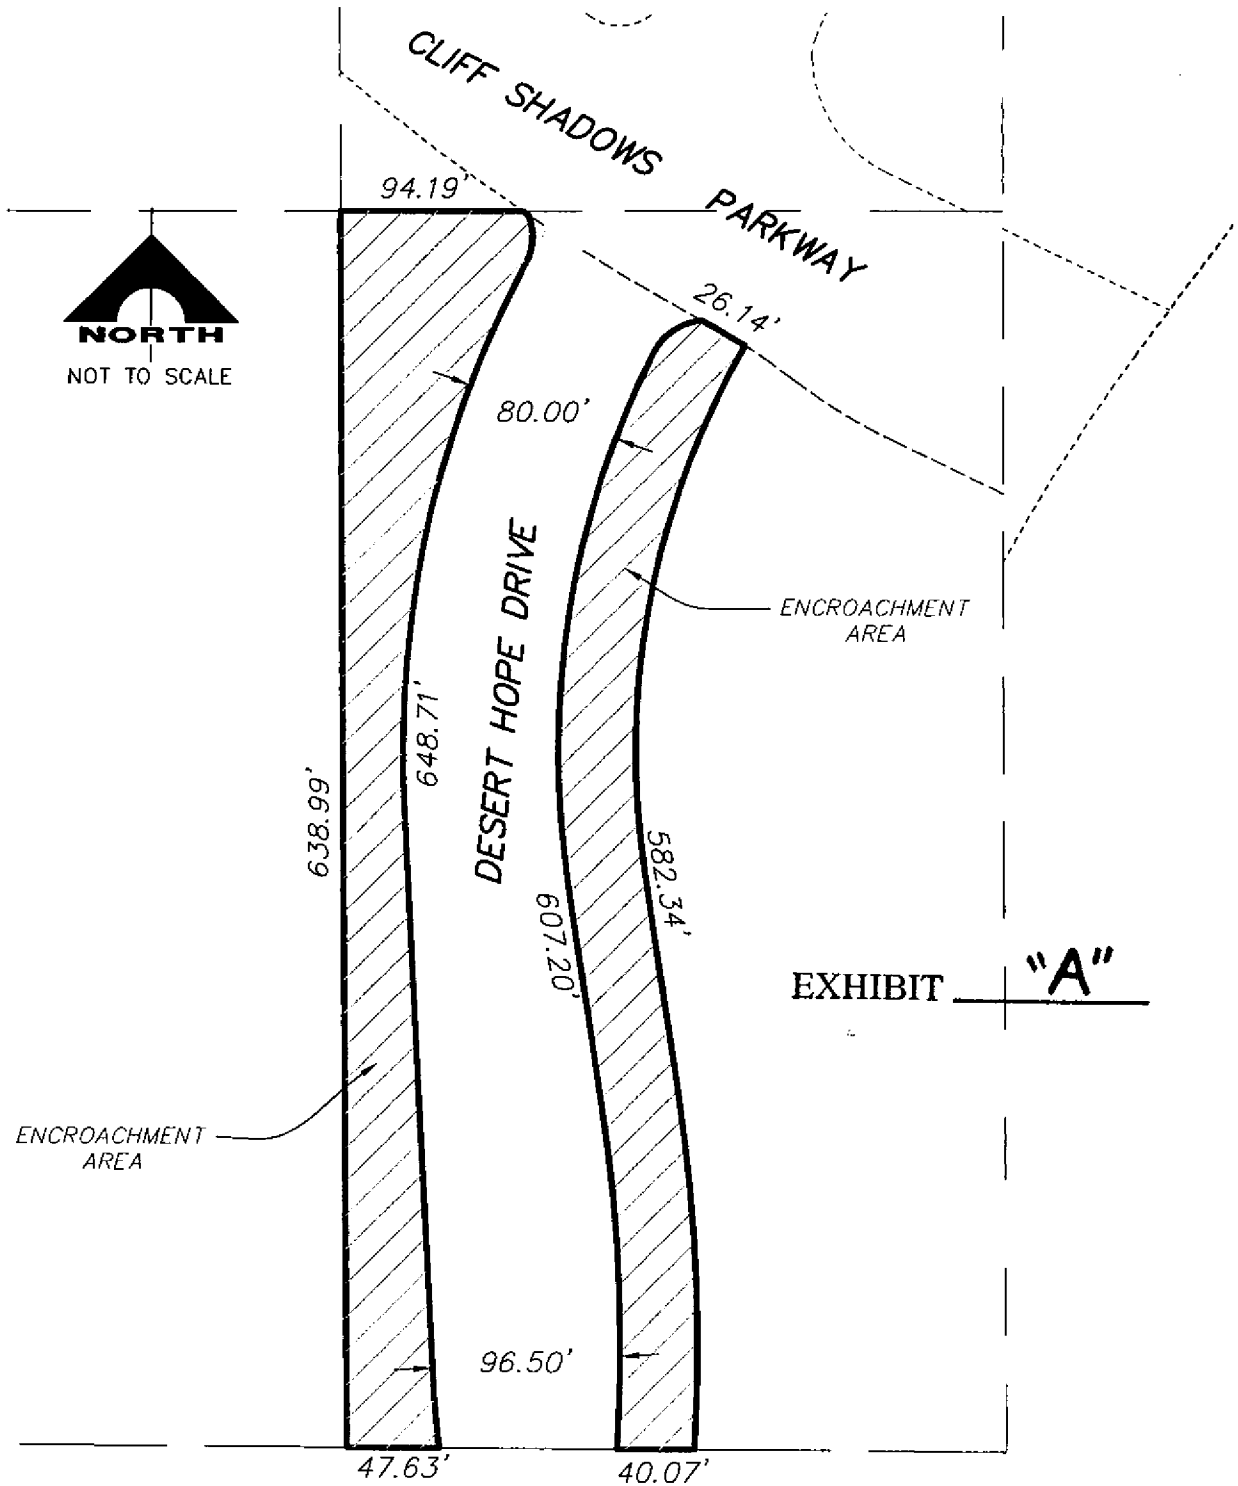 CLIFF SHADOWS PARKWAY
94.19'
NORTH
NOT TO SCALE
26.14'
80.00'
ENCROACHMENT
AREA
DESERT HOPE DRIVE
648.71'
638.99'
582.34'
607.20'
EXHIBIT "A"
ENCROACHMENT
AREA
96.50'
47.63'
40.07'